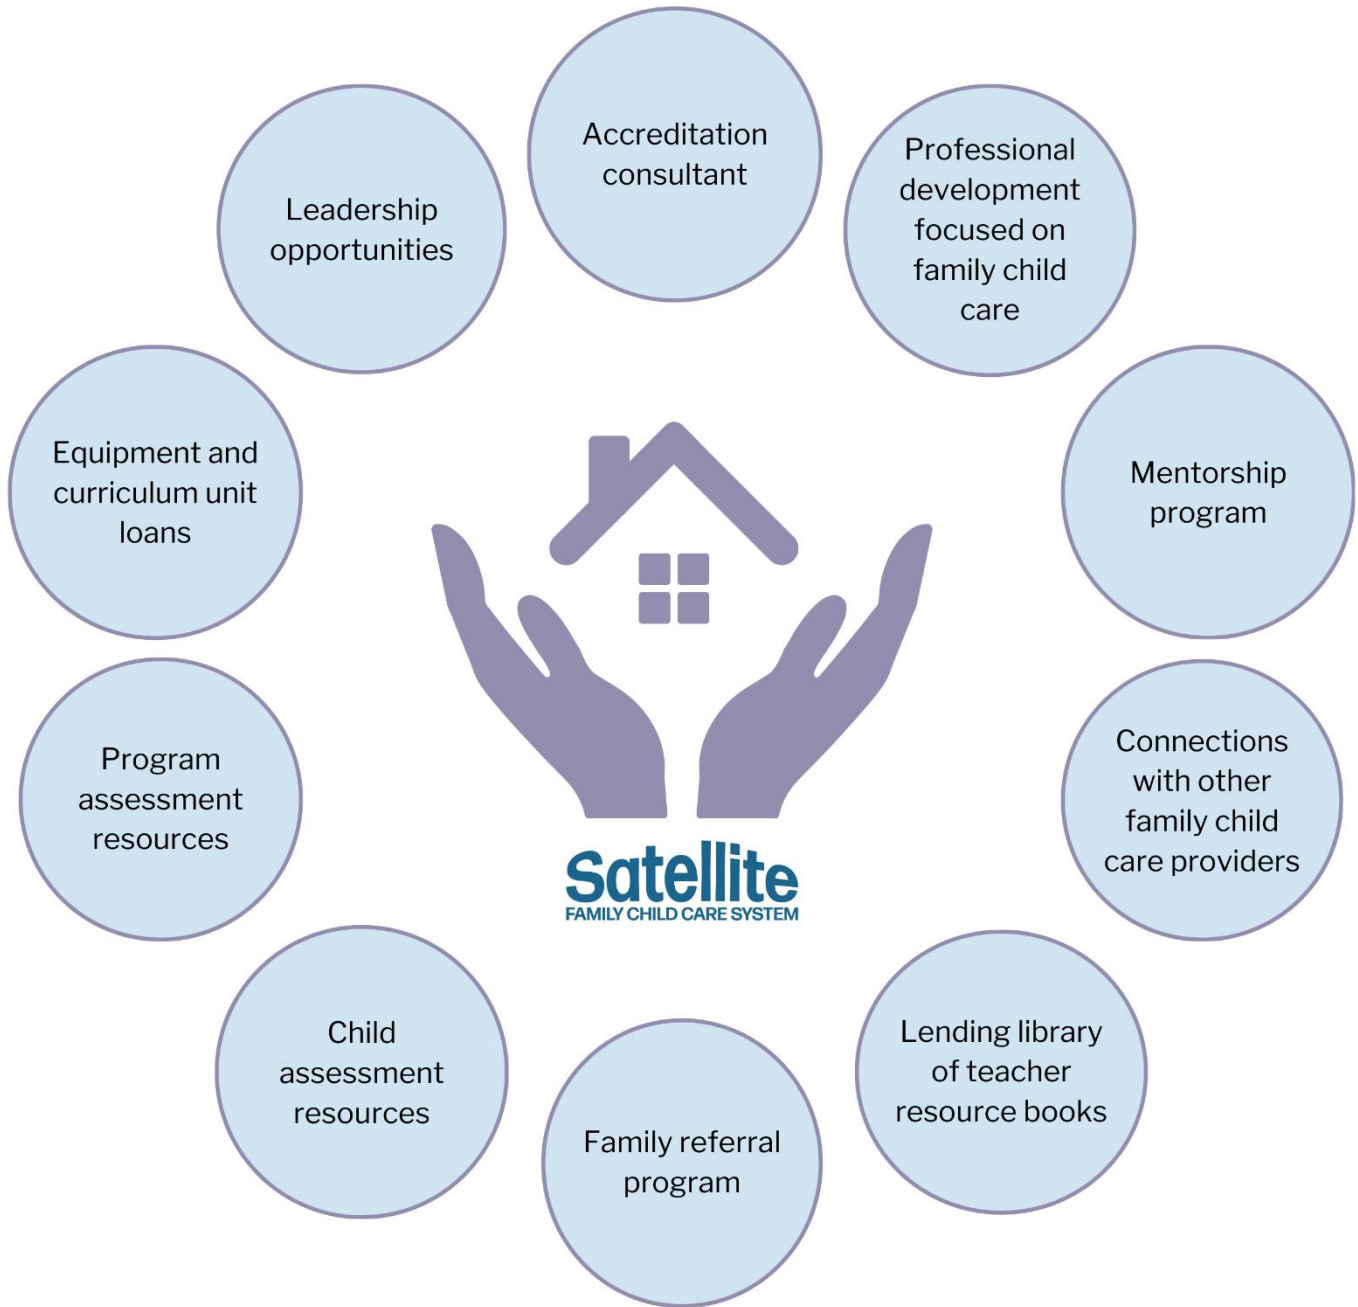 Accreditation
consultant
Professional
development
focused on
family child
care
Mentorship
program
Connections
with other
family child
care providers
Lending library
of teacher
resource books
Family referral
program
Child
assessment
resources
Program
assessment
resources
Equipment and
curriculum unit
loans
Leadership
opportunities
Satellite
FAMILY CHILD CARE SYSTEM